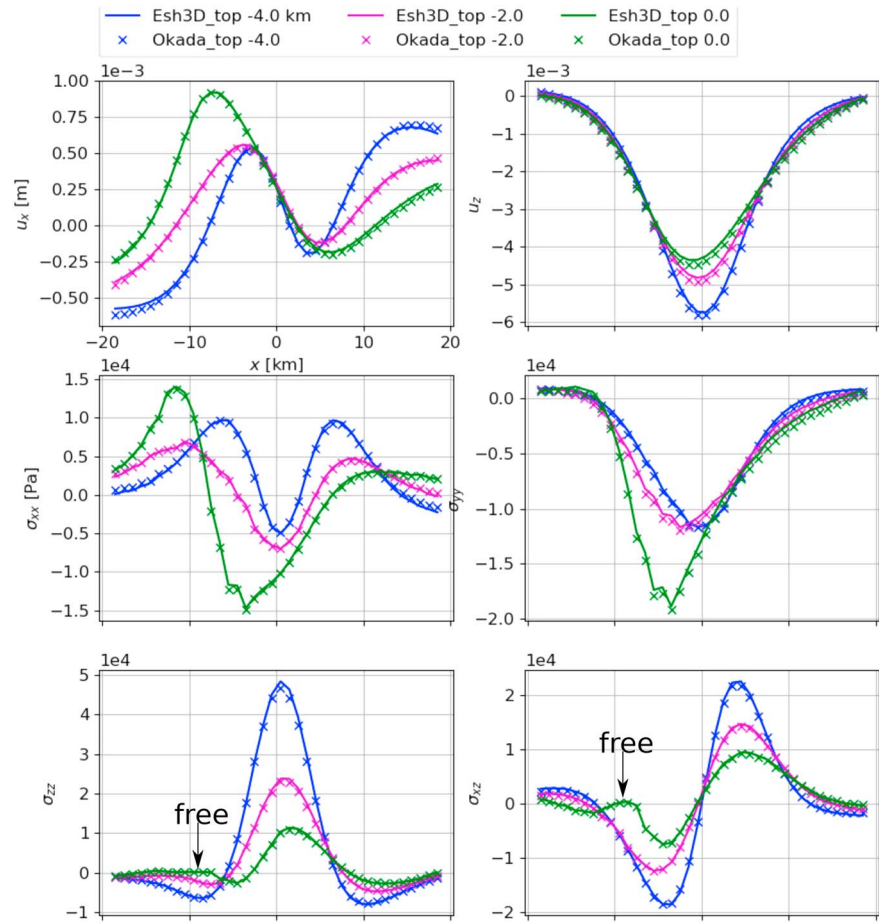 Esh3D_top -4.0 km Esh3D_top -2.0 Esh3D_top 0.0
Okada_top -4.0 Okada_top -2.0 Okada_top 0.0
1e−3 1e−3
1.00
0.75
0.50
0.25
0.00
−0.25
−0.50
u_x [m]
−20 −10 0 10 20
x [km]
0
−1
−2
−3
−4
−5
−6
u_z
1e4 1e4
1.5
1.0
0.5
0.0
−0.5
−1.0
−1.5
σ_xx [Pa]
0.0
−0.5
−1.0
−1.5
−2.0
σ_yy
1e4 1e4
5
4
3
2
1
0
−1
σ_zz
free
2
1
0
−1
−2
σ_xz
free